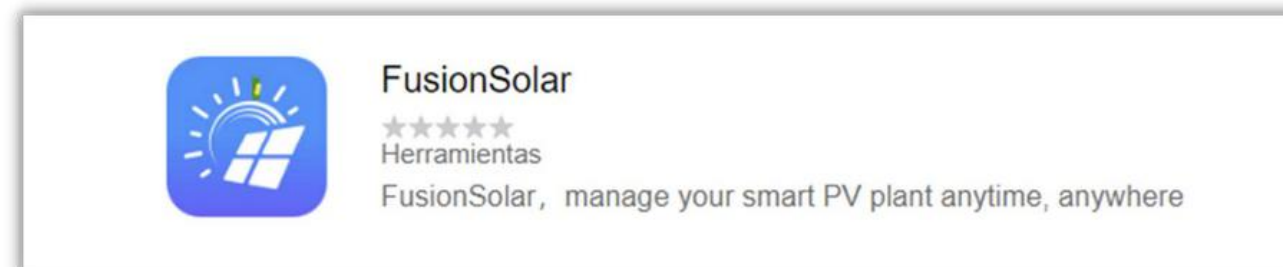 FusionSolar
Herramientas
FusionSolar，manage your smart PV plant anytime, anywhere